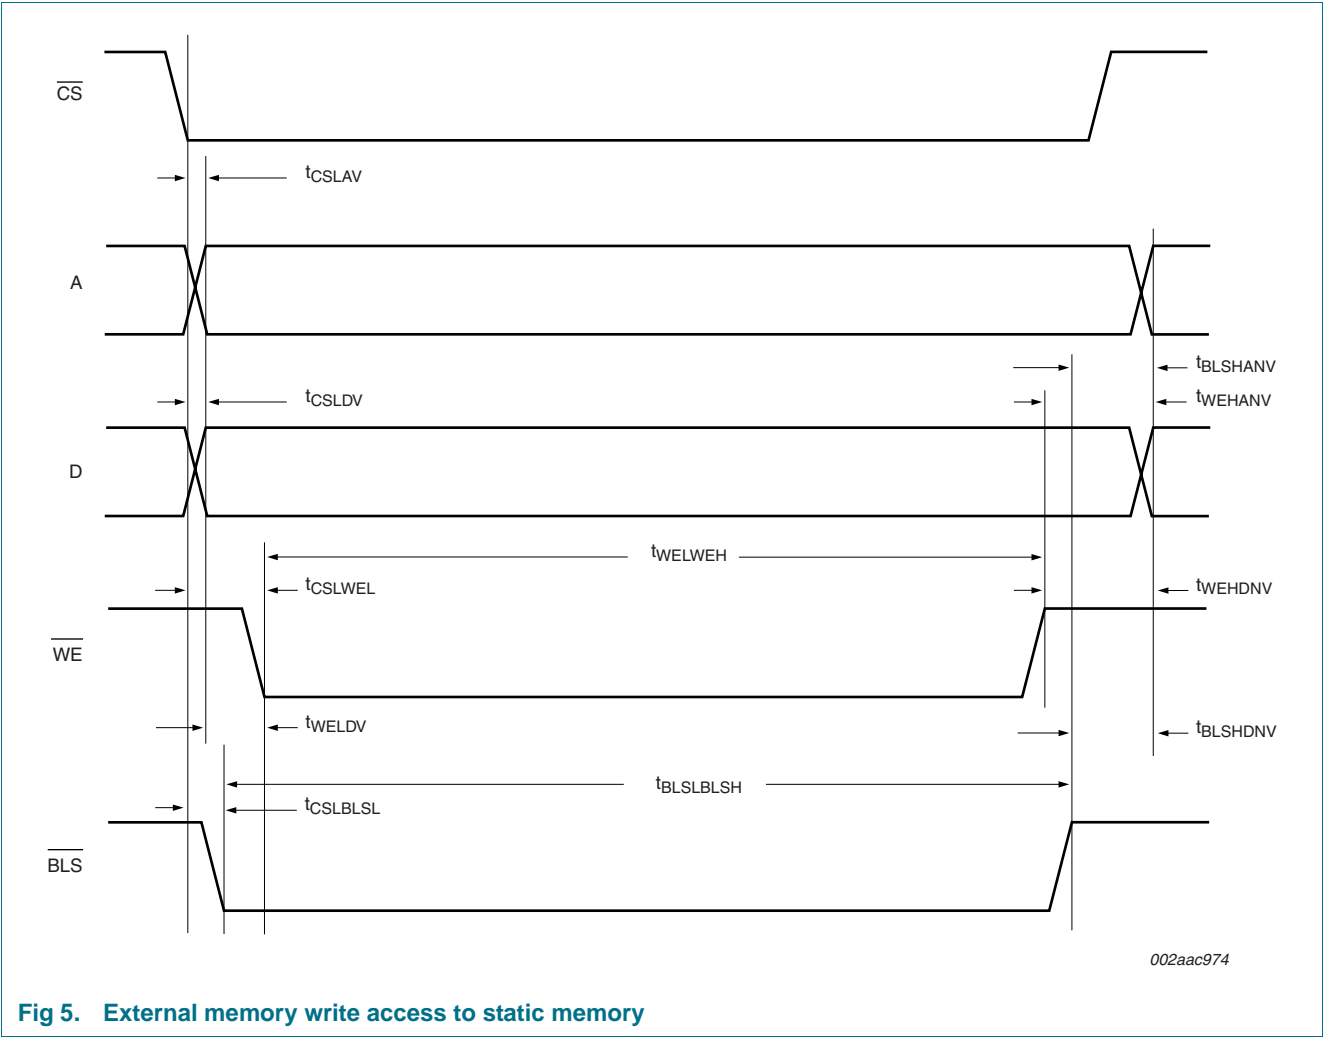 CS
tCSLAV
A
tBLSHANV
tCSLDV
tWEHANV
D
tWELWEH
tCSLWEL
tWEHDNV
WE
tWELDV
tBLSHDNV
tBLSLBLSH
tCSLBLSL
BLS
002aac974
Fig 5. External memory write access to static memory